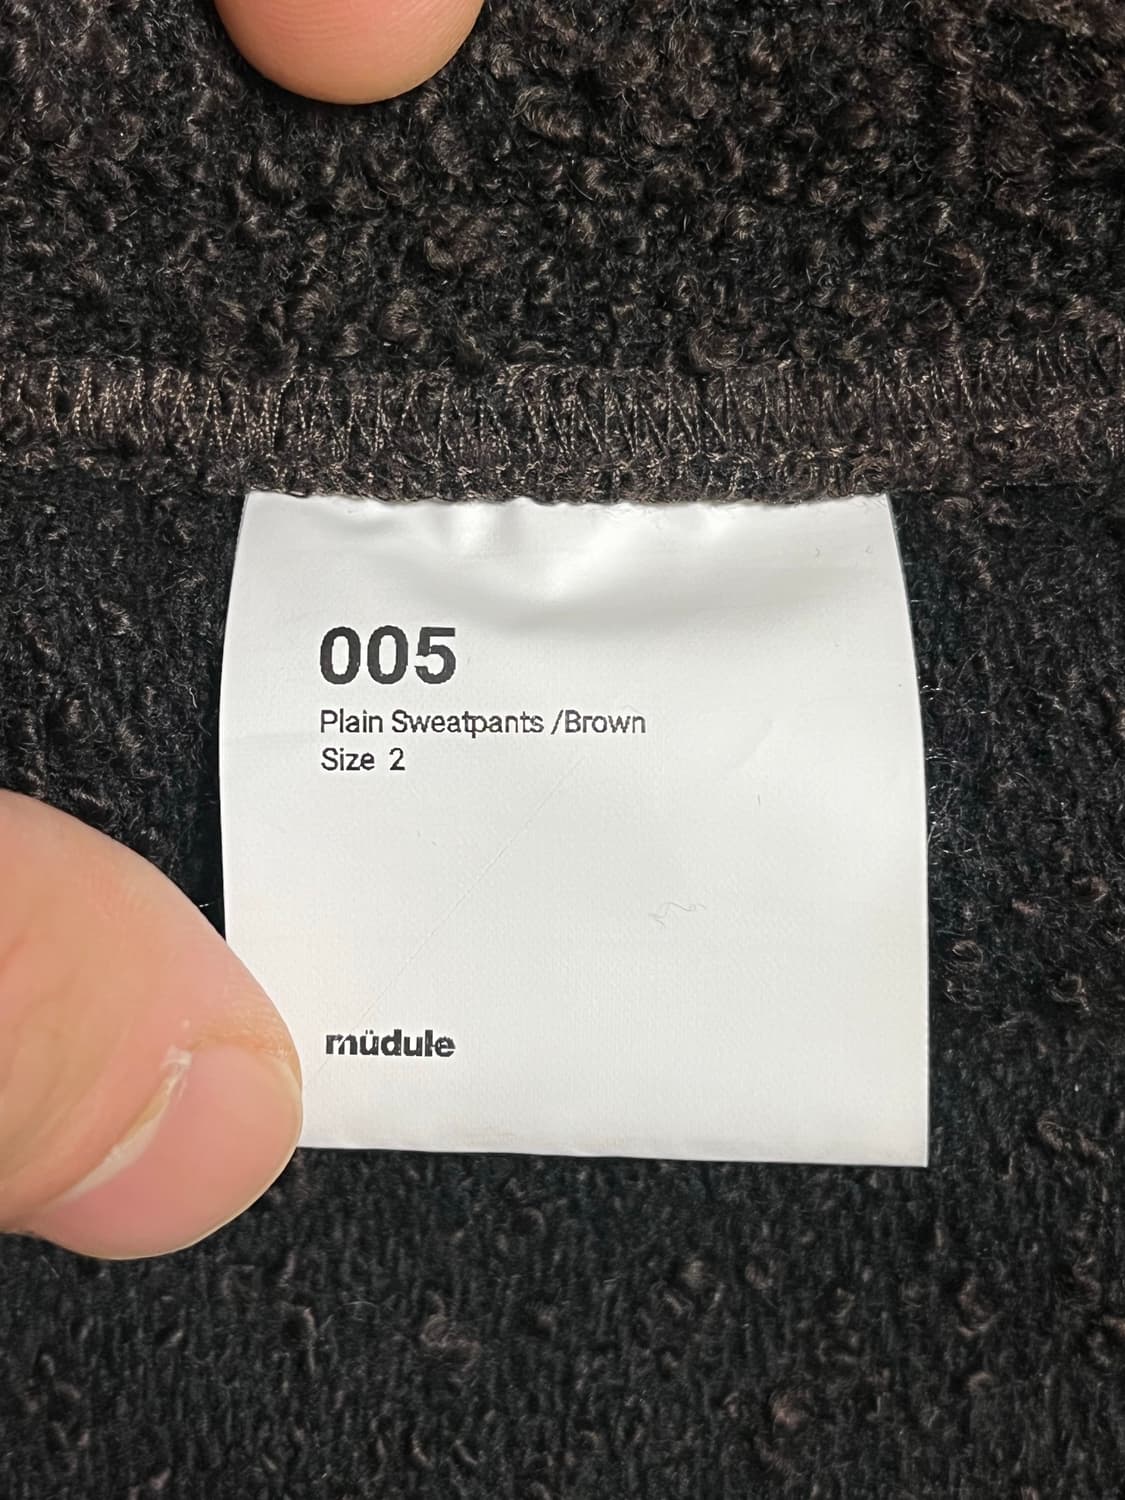 005
Plain Sweatpants /Brown
Size 2
müdule